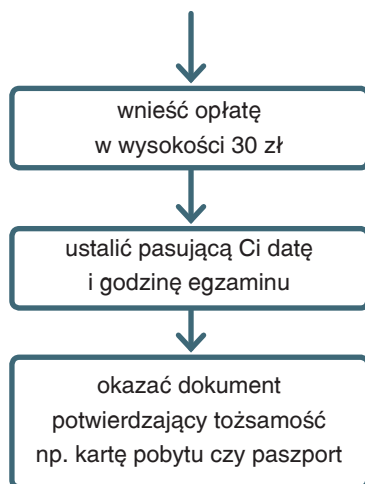 wnieść opłatę
w wysokości 30 zł
ustalić pasującą Ci datę
i godzinę egzaminu
okazać dokument
potwierdzający tożsamość
np. kartę pobytu czy paszport